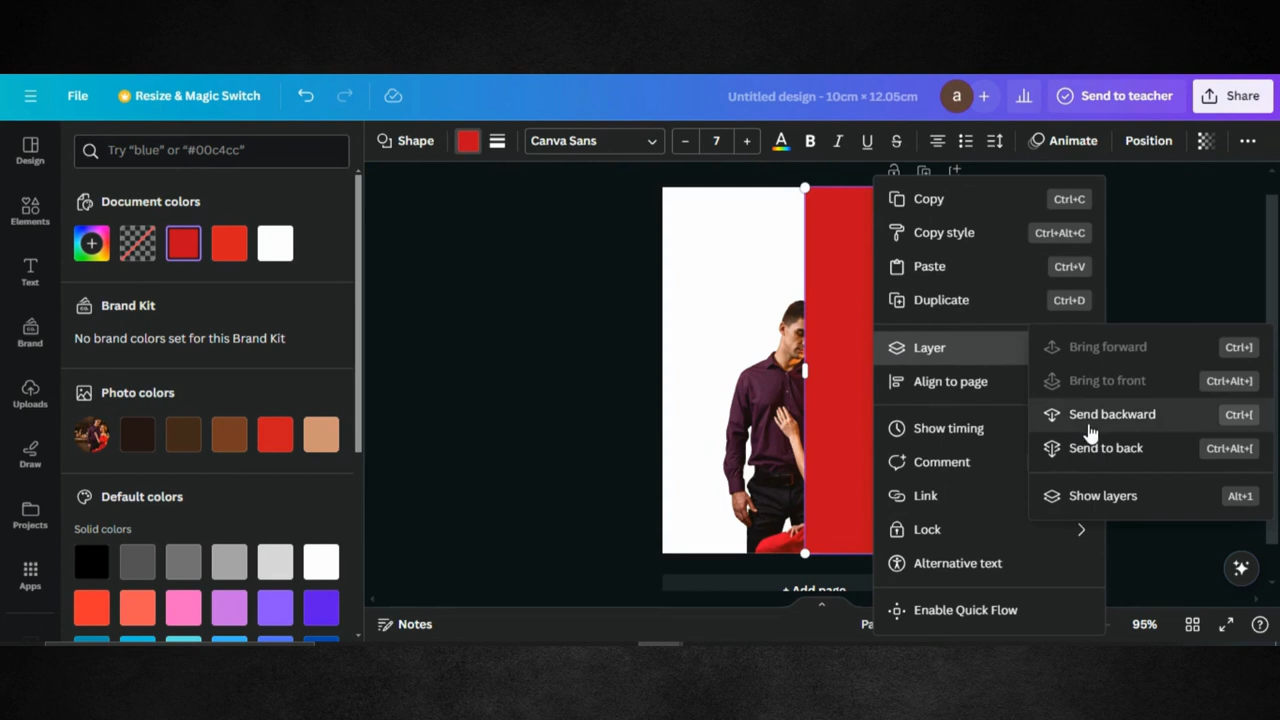 File
Resize & Magic Switch
Untitled design - 10cm × 12.05cm
a
Send to teacher
Share
Design
Elements
Text
Brand
Uploads
Draw
Projects
Apps
Try "blue" or "#00c4cc"
Document colors
Brand Kit
No brand colors set for this Brand Kit
Photo colors
Default colors
Solid colors
Shape
Canva Sans
– 7 +
A B I U S
Animate
Position
Copy Ctrl+C
Copy style Ctrl+Alt+C
Paste Ctrl+V
Duplicate Ctrl+D
Layer
Align to page
Show timing
Comment
Link
Lock
Alternative text
Enable Quick Flow
Bring forward Ctrl+]
Bring to front Ctrl+Alt+]
Send backward Ctrl+[
Send to back Ctrl+Alt+[
Show layers Alt+1
+ Add page
Notes
Pa
95%